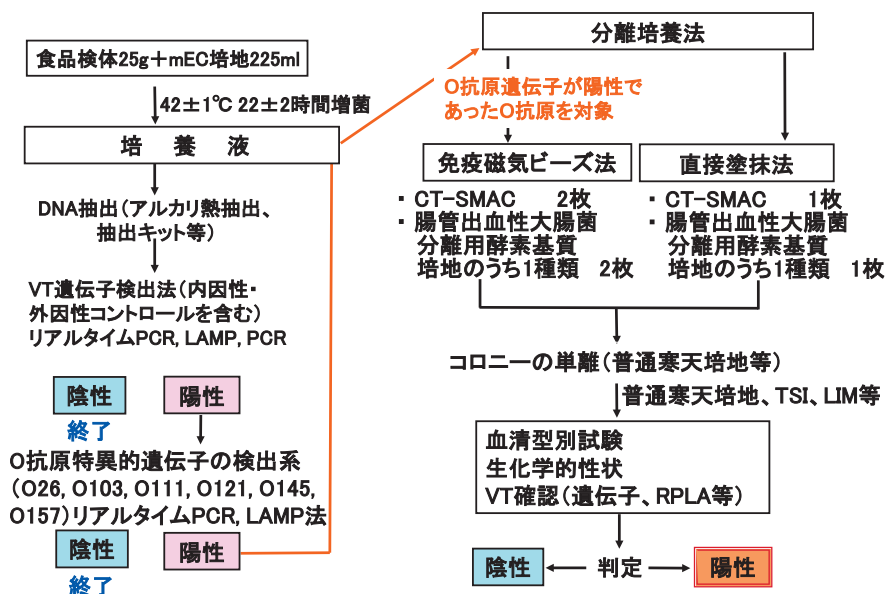 食品検体25g+mEC培地225ml
42±1℃ 22±2時間増菌
培 養 液
DNA抽出(アルカリ熱抽出、
抽出キット等)
VT遺伝子検出法(内因性・
外因性コントロールを含む)
リアルタイムPCR, LAMP, PCR
陰性 陽性
終了
O抗原特異的遺伝子の検出系
(O26, O103, O111, O121, O145,
O157)リアルタイムPCR, LAMP法
陰性 陽性
終了
分離培養法
O抗原遺伝子が陽性で
あったO抗原を対象
免疫磁気ビーズ法
・ CT-SMAC 2枚
・ 腸管出血性大腸菌
分離用酵素基質
培地のうち1種類 2枚
直接塗抹法
・ CT-SMAC 1枚
・ 腸管出血性大腸菌
分離用酵素基質
培地のうち1種類 1枚
コロニーの単離(普通寒天培地等)
普通寒天培地、TSI、LIM等
血清型別試験
生化学的性状
VT確認(遺伝子、RPLA等)
陰性 判定 陽性